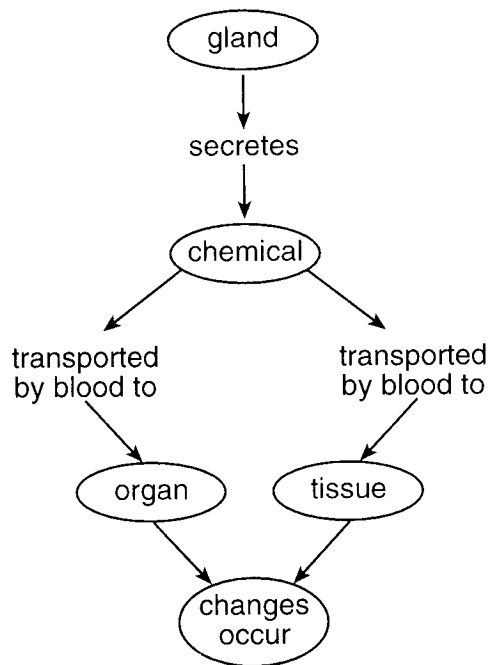 gland
secretes
chemical
transported
by blood to
transported
by blood to
organ
tissue
changes
occur